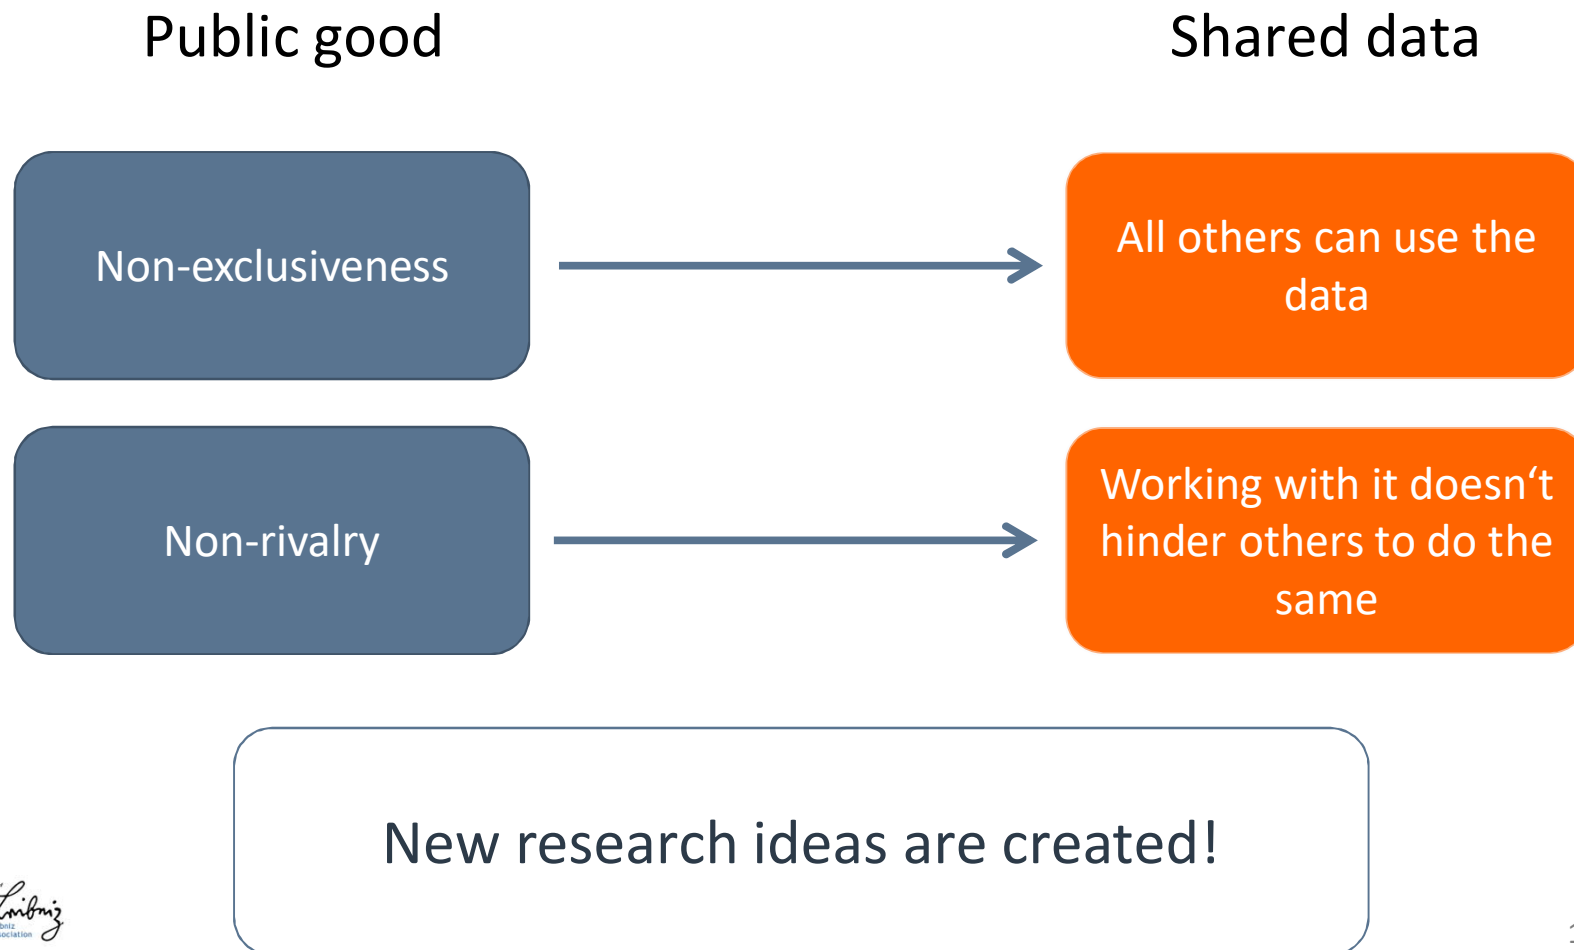 Public good
Shared data
Non-exclusiveness
All others can use the
data
Non-rivalry
Working with it doesn‘t
hinder others to do the
same
New research ideas are created!
Leibniz